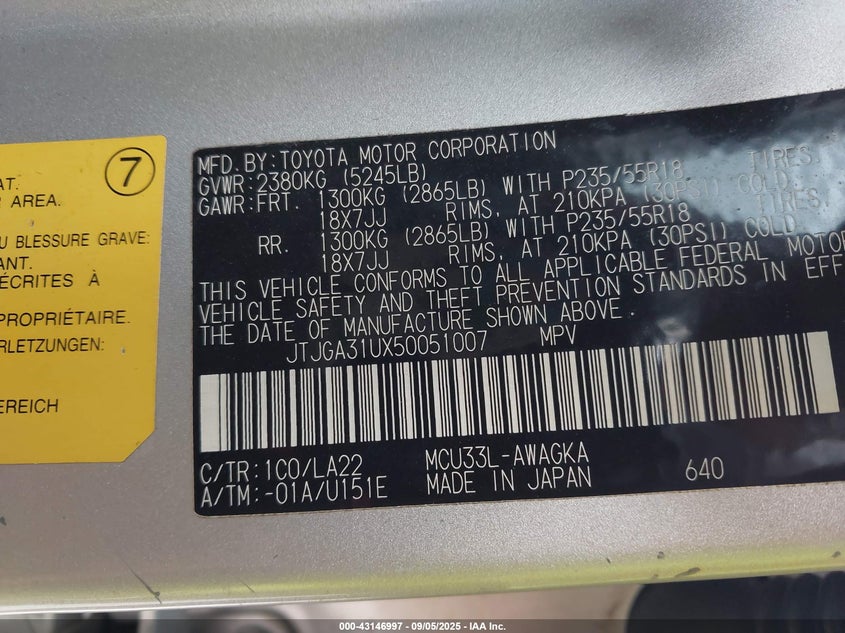 7
AT.
R AREA.
U BLESSURE GRAVE:
ANT.
ÉCRITES À
PROPRIÉTAIRE.
RLETZUNGEN:
EREICH
MFD. BY: TOYOTA MOTOR CORPORATION
GVWR: 2380KG (5245LB)
GAWR: FRT. 1300KG (2865LB) WITH P235/55R18 TIRES,
18X7JJ RIMS, AT 210KPA (30PSI) COLD.
RR. 1300KG (2865LB) WITH P235/55R18 TIRES,
18X7JJ RIMS, AT 210KPA (30PSI) COLD
THIS VEHICLE CONFORMS TO ALL APPLICABLE FEDERAL MOTOR
VEHICLE SAFETY AND THEFT PREVENTION STANDARDS IN EFF
THE DATE OF MANUFACTURE SHOWN ABOVE.
JTJGA31UX50051007 MPV
C/TR: 1C0/LA22 MCU33L-AWAGKA
A/TM: -01A/U151E MADE IN JAPAN 640
000-43146997 - 09/05/2025 - IAA Inc.